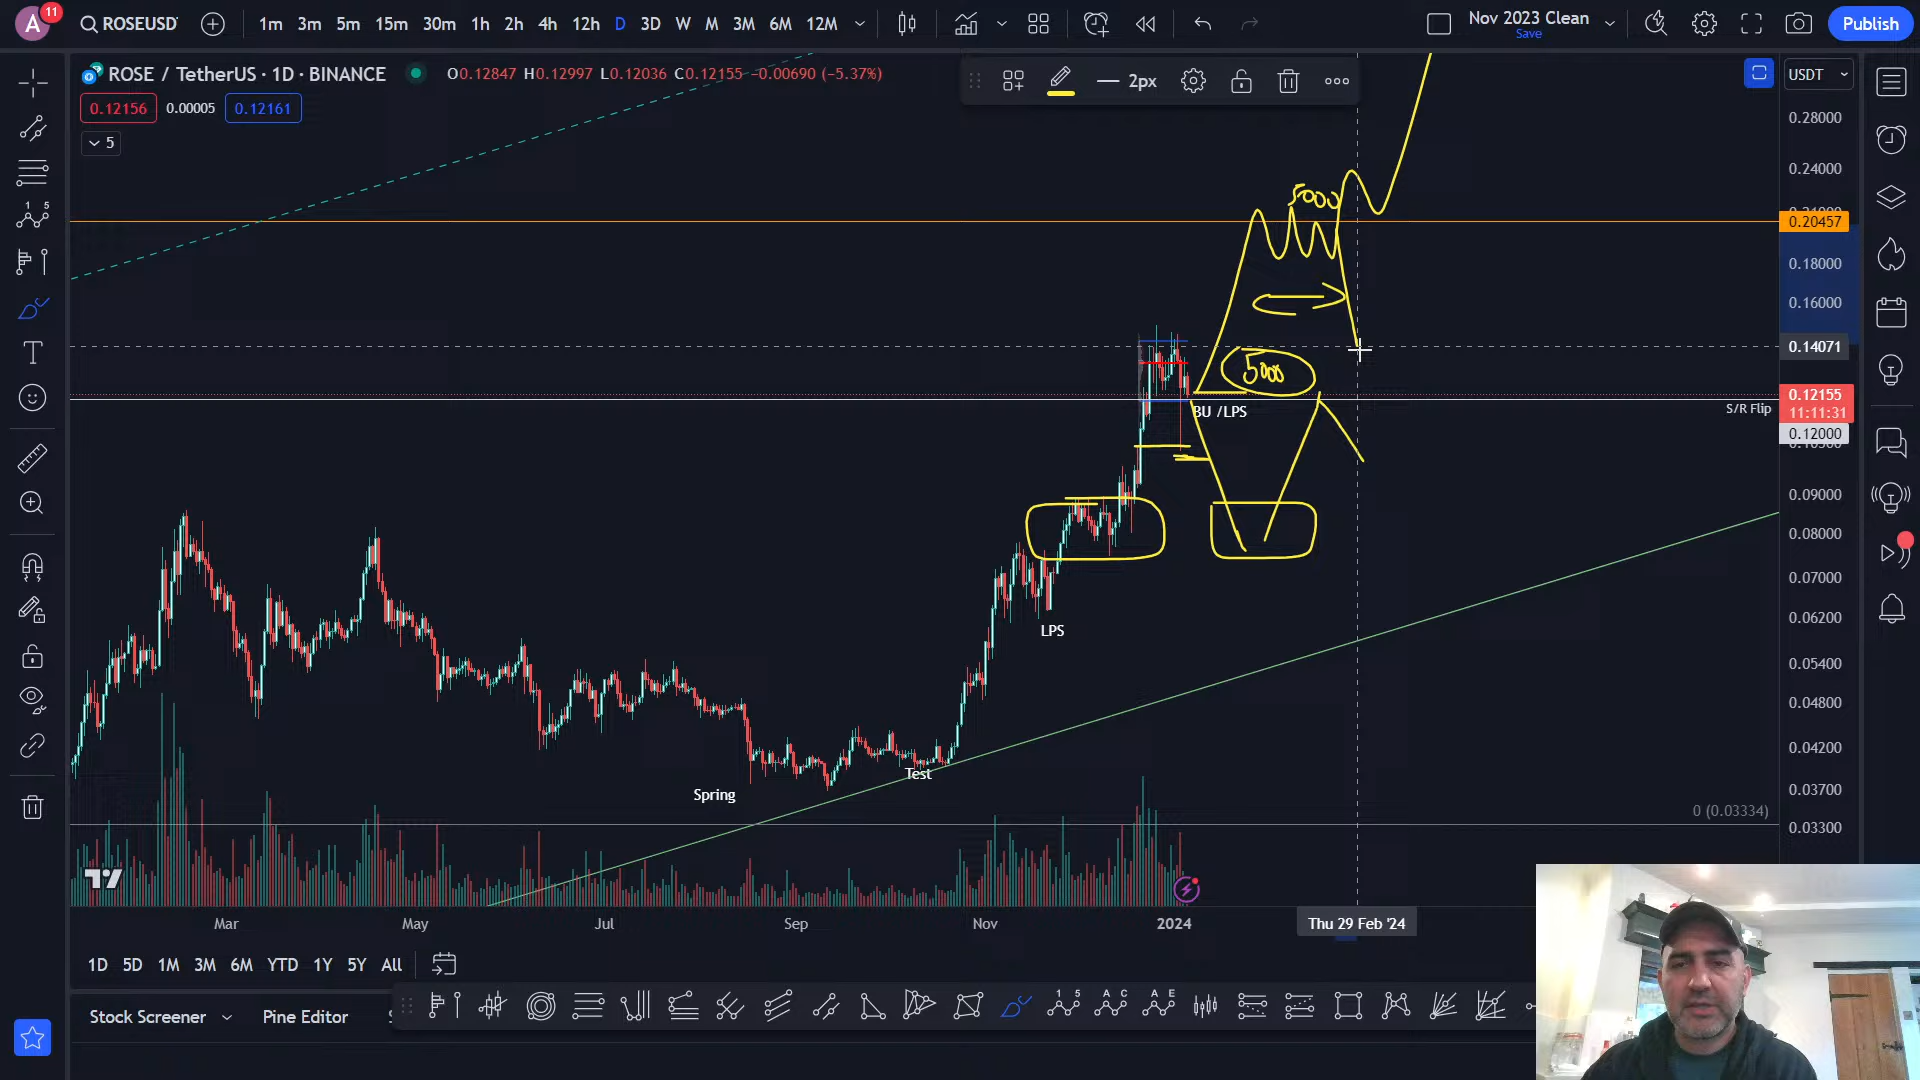 A 11 ROSEUSD 1m 3m 5m 15m 30m 1h 2h 4h 12h D 3D W M 3M 6M 12M Nov 2023 Clean Save Publish
ROSE / TetherUS · 1D · BINANCE O0.12847 H0.12997 L0.12036 C0.12155 −0.00690 (−5.37%) 2px USDT
0.12156 0.00005 0.12161
5
0.28000
0.24000
5000
0.20457
0.18000
0.16000
0.14071
5000
0.12155
11:11:31
BU /LPS S/R Flip
0.12000
0.09000
0.08000
0.07000
0.06200
LPS
0.05400
0.04800
0.04200
Test
Spring 0.03700
0 (0.03334)
0.03300
Mar May Jul Sep Nov 2024 Thu 29 Feb '24
1D 5D 1M 3M 6M YTD 1Y 5Y All
Stock Screener Pine Editor